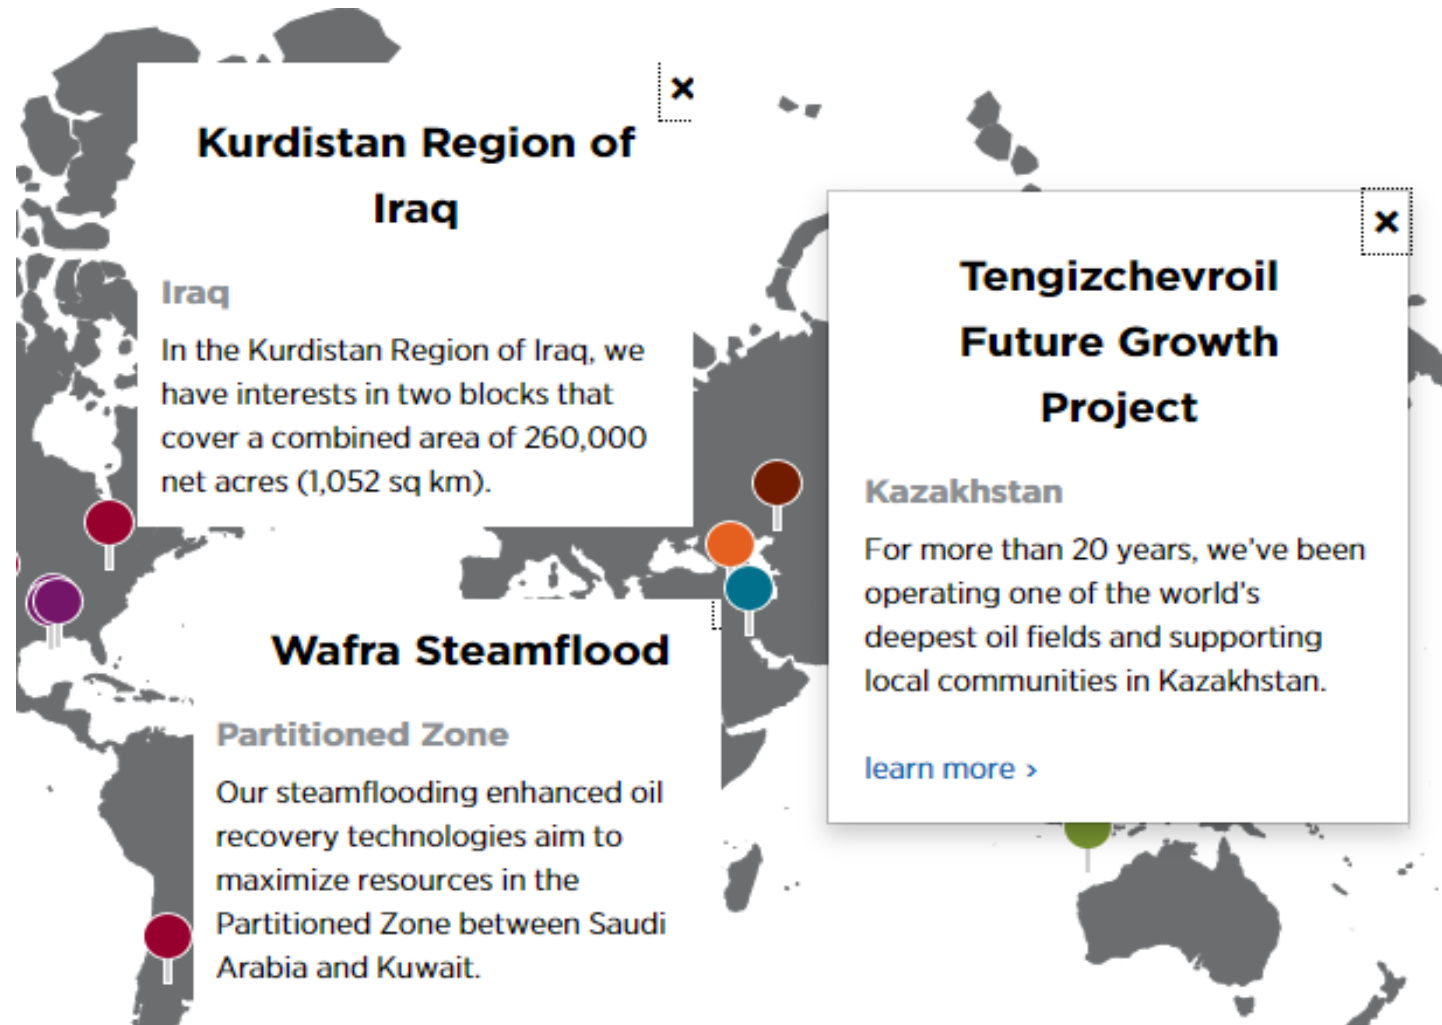 ×
Kurdistan Region of
Iraq
Iraq
In the Kurdistan Region of Iraq, we
have interests in two blocks that
cover a combined area of 260,000
net acres (1,052 sq km).
×
Tengizchevroil
Future Growth
Project
Kazakhstan
For more than 20 years, we've been
operating one of the world's
deepest oil fields and supporting
local communities in Kazakhstan.
learn more ›
Wafra Steamflood
Partitioned Zone
Our steamflooding enhanced oil
recovery technologies aim to
maximize resources in the
Partitioned Zone between Saudi
Arabia and Kuwait.